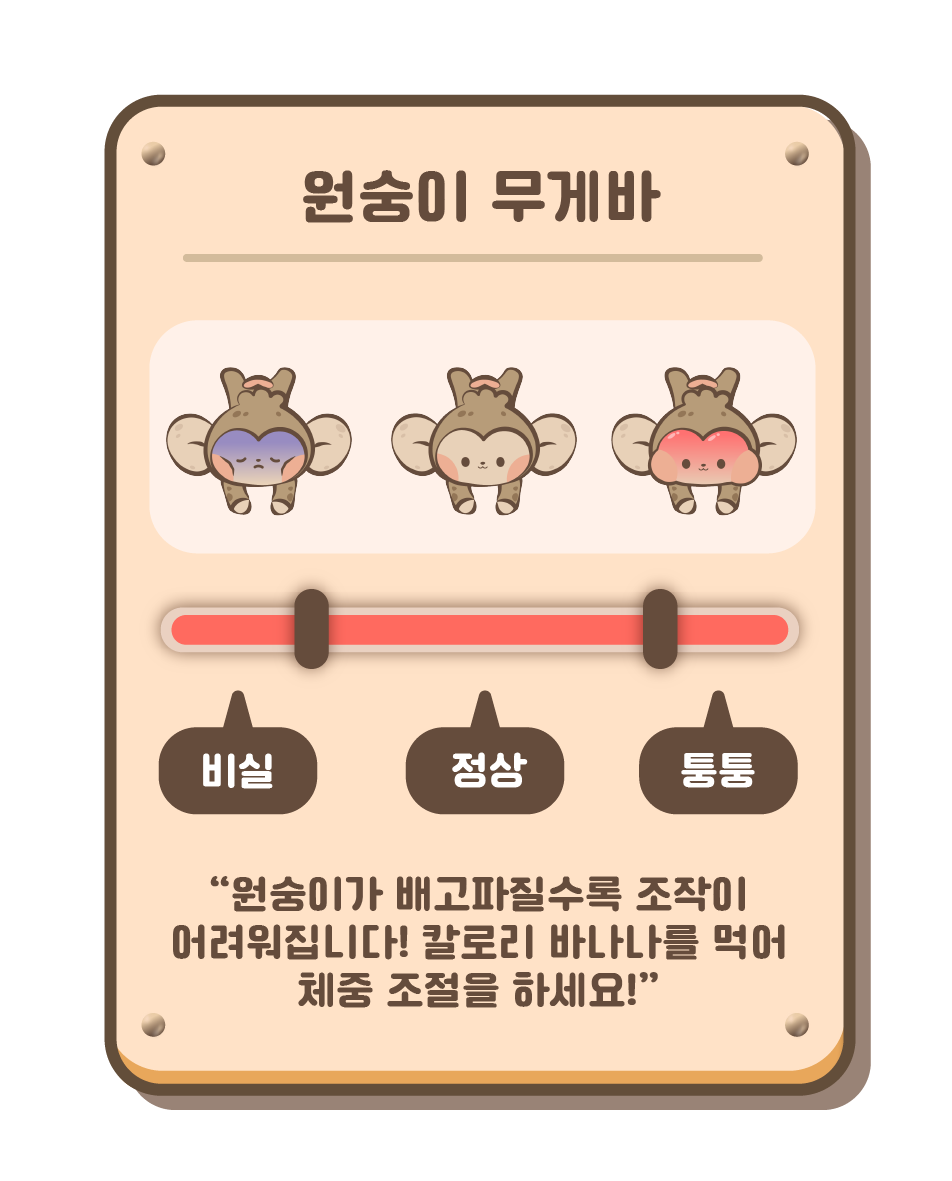 원숭이 무게바
비실
정상
퉁퉁
“원숭이가 배고파질수록 조작이
어려워집니다! 칼로리 바나나를 먹어
체중 조절을 하세요!”